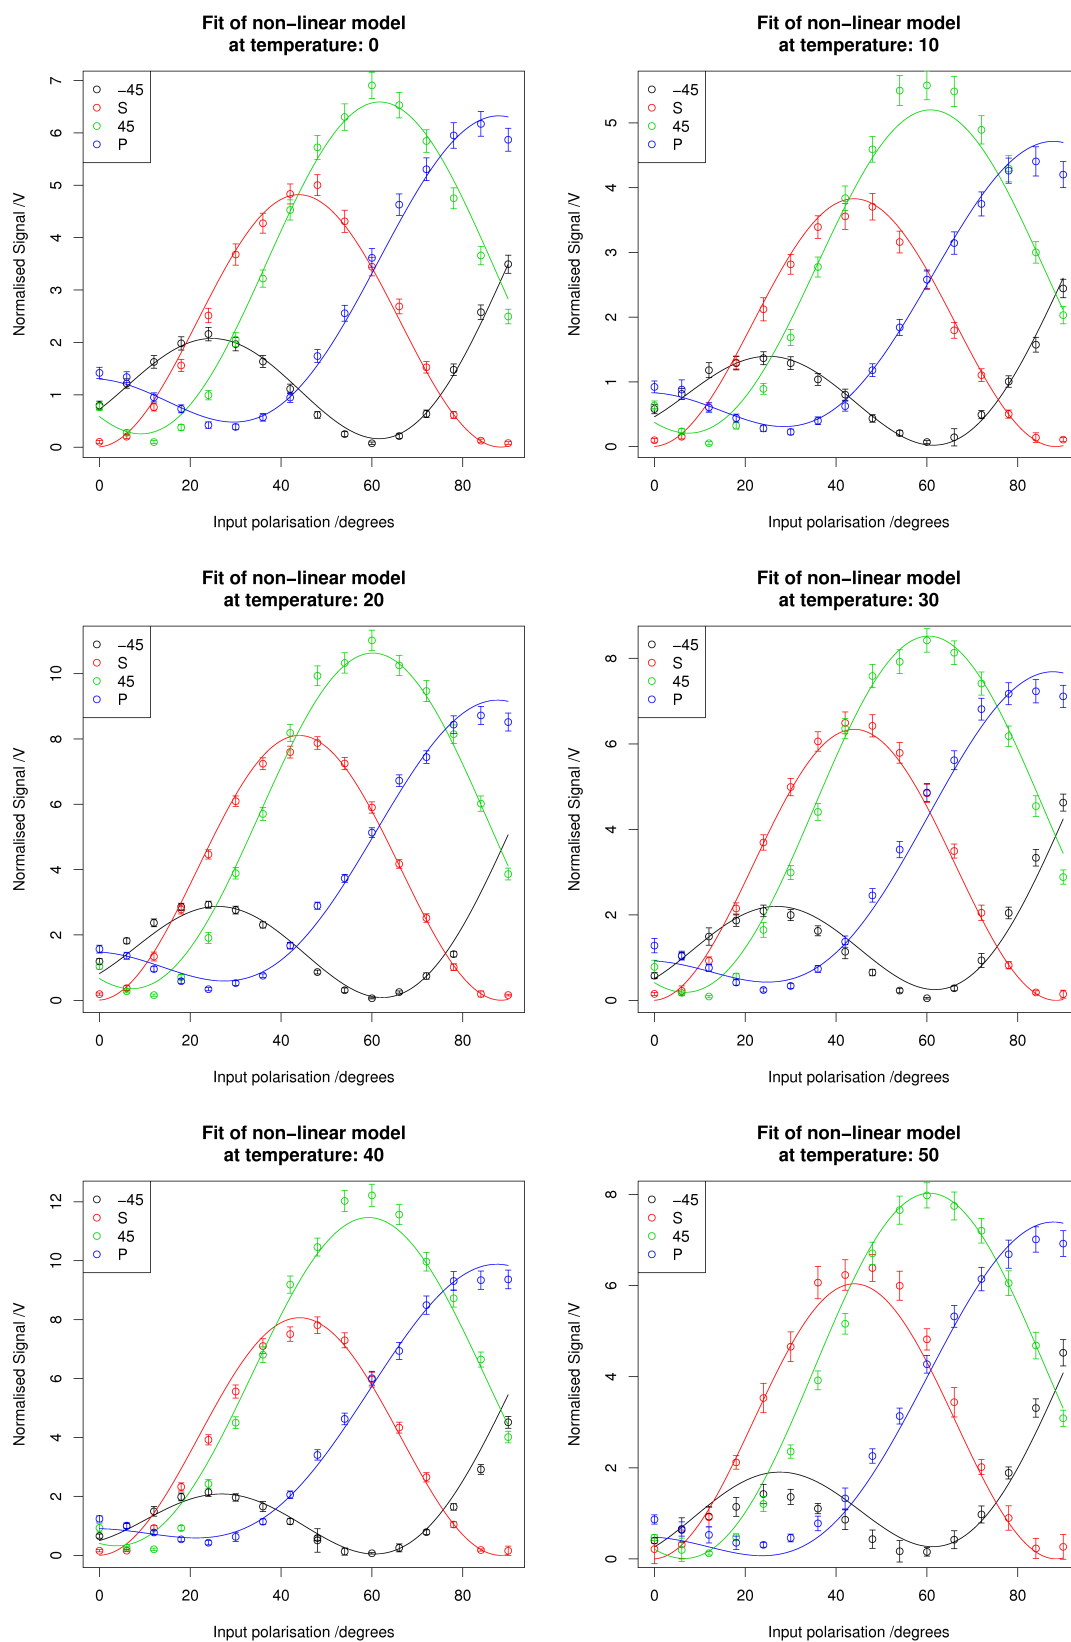 Fit of non−linear model
at temperature: 0
−45
S
45
P
Normalised Signal /V
0
1
2
3
4
5
6
7
0 20 40 60 80
Input polarisation /degrees
Fit of non−linear model
at temperature: 10
−45
S
45
P
Normalised Signal /V
0
1
2
3
4
5
0 20 40 60 80
Input polarisation /degrees
Fit of non−linear model
at temperature: 20
−45
S
45
P
Normalised Signal /V
0
2
4
6
8
10
0 20 40 60 80
Input polarisation /degrees
Fit of non−linear model
at temperature: 30
−45
S
45
P
Normalised Signal /V
0
2
4
6
8
0 20 40 60 80
Input polarisation /degrees
Fit of non−linear model
at temperature: 40
−45
S
45
P
Normalised Signal /V
0
2
4
6
8
10
12
0 20 40 60 80
Input polarisation /degrees
Fit of non−linear model
at temperature: 50
−45
S
45
P
Normalised Signal /V
0
2
4
6
8
0 20 40 60 80
Input polarisation /degrees